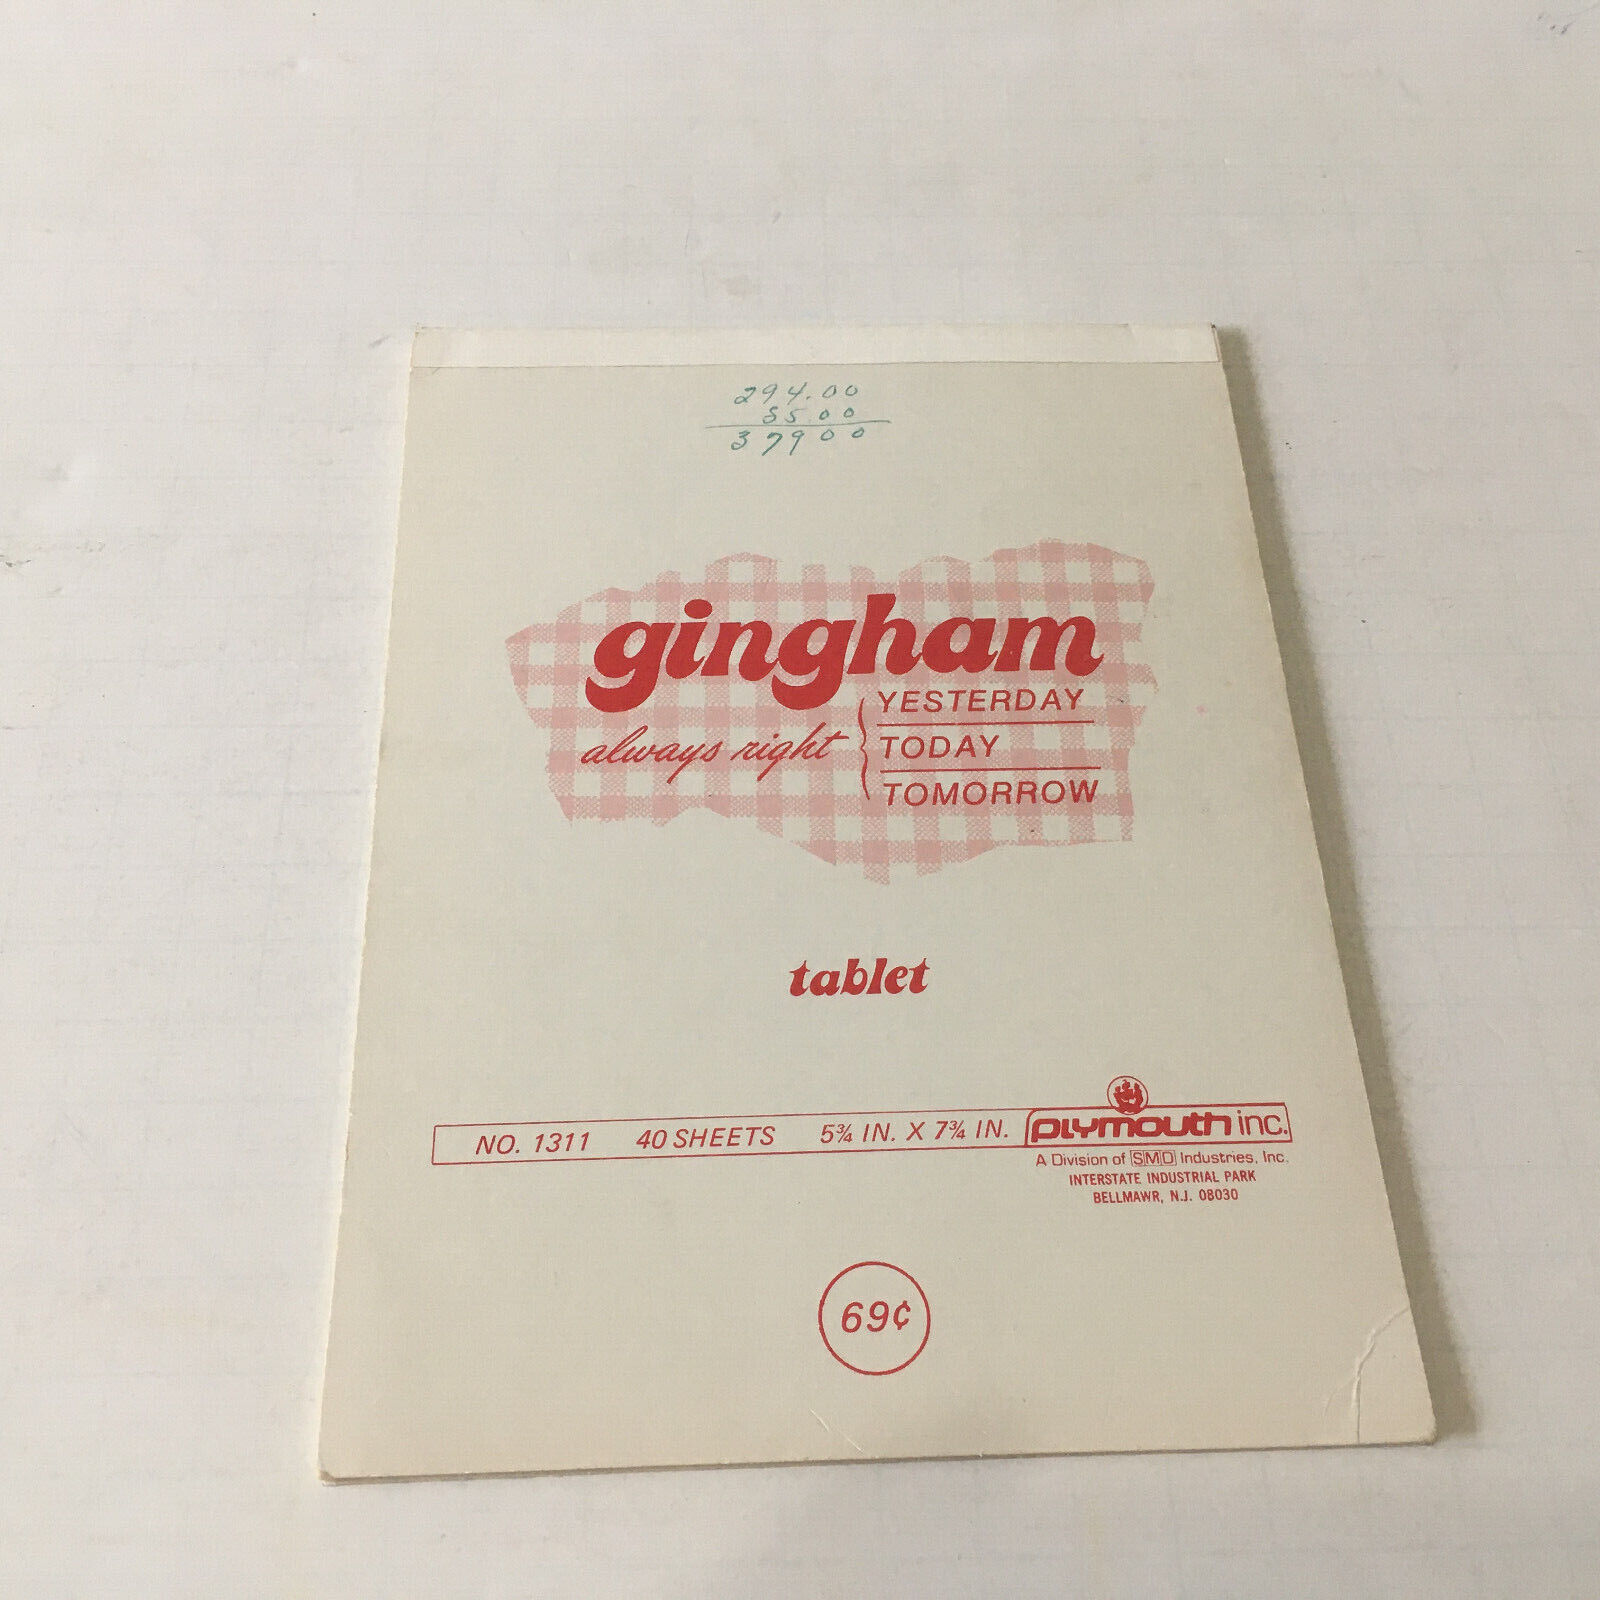 294.00
85.00
379 00
gingham
always right
YESTERDAY
TODAY
TOMORROW
tablet
NO. 1311 40 SHEETS 5¾ IN. X 7¾ IN. PLYMOUTH inc.
A Division of SMD Industries, Inc.
INTERSTATE INDUSTRIAL PARK
BELLMAWR, N.J. 08030
69¢